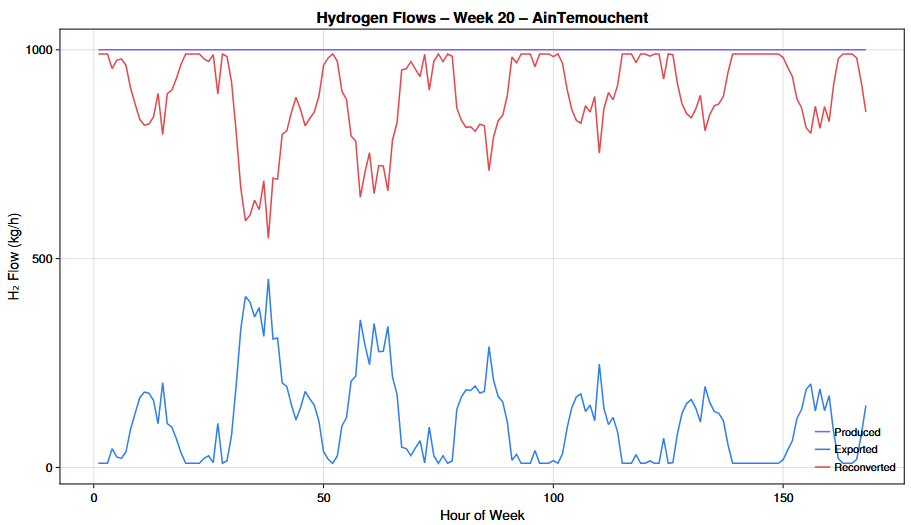 Hydrogen Flows – Week 20 – AinTemouchent
1000
500
0
H₂ Flow (kg/h)
Produced
Exported
Reconverted
0 50 100 150
Hour of Week